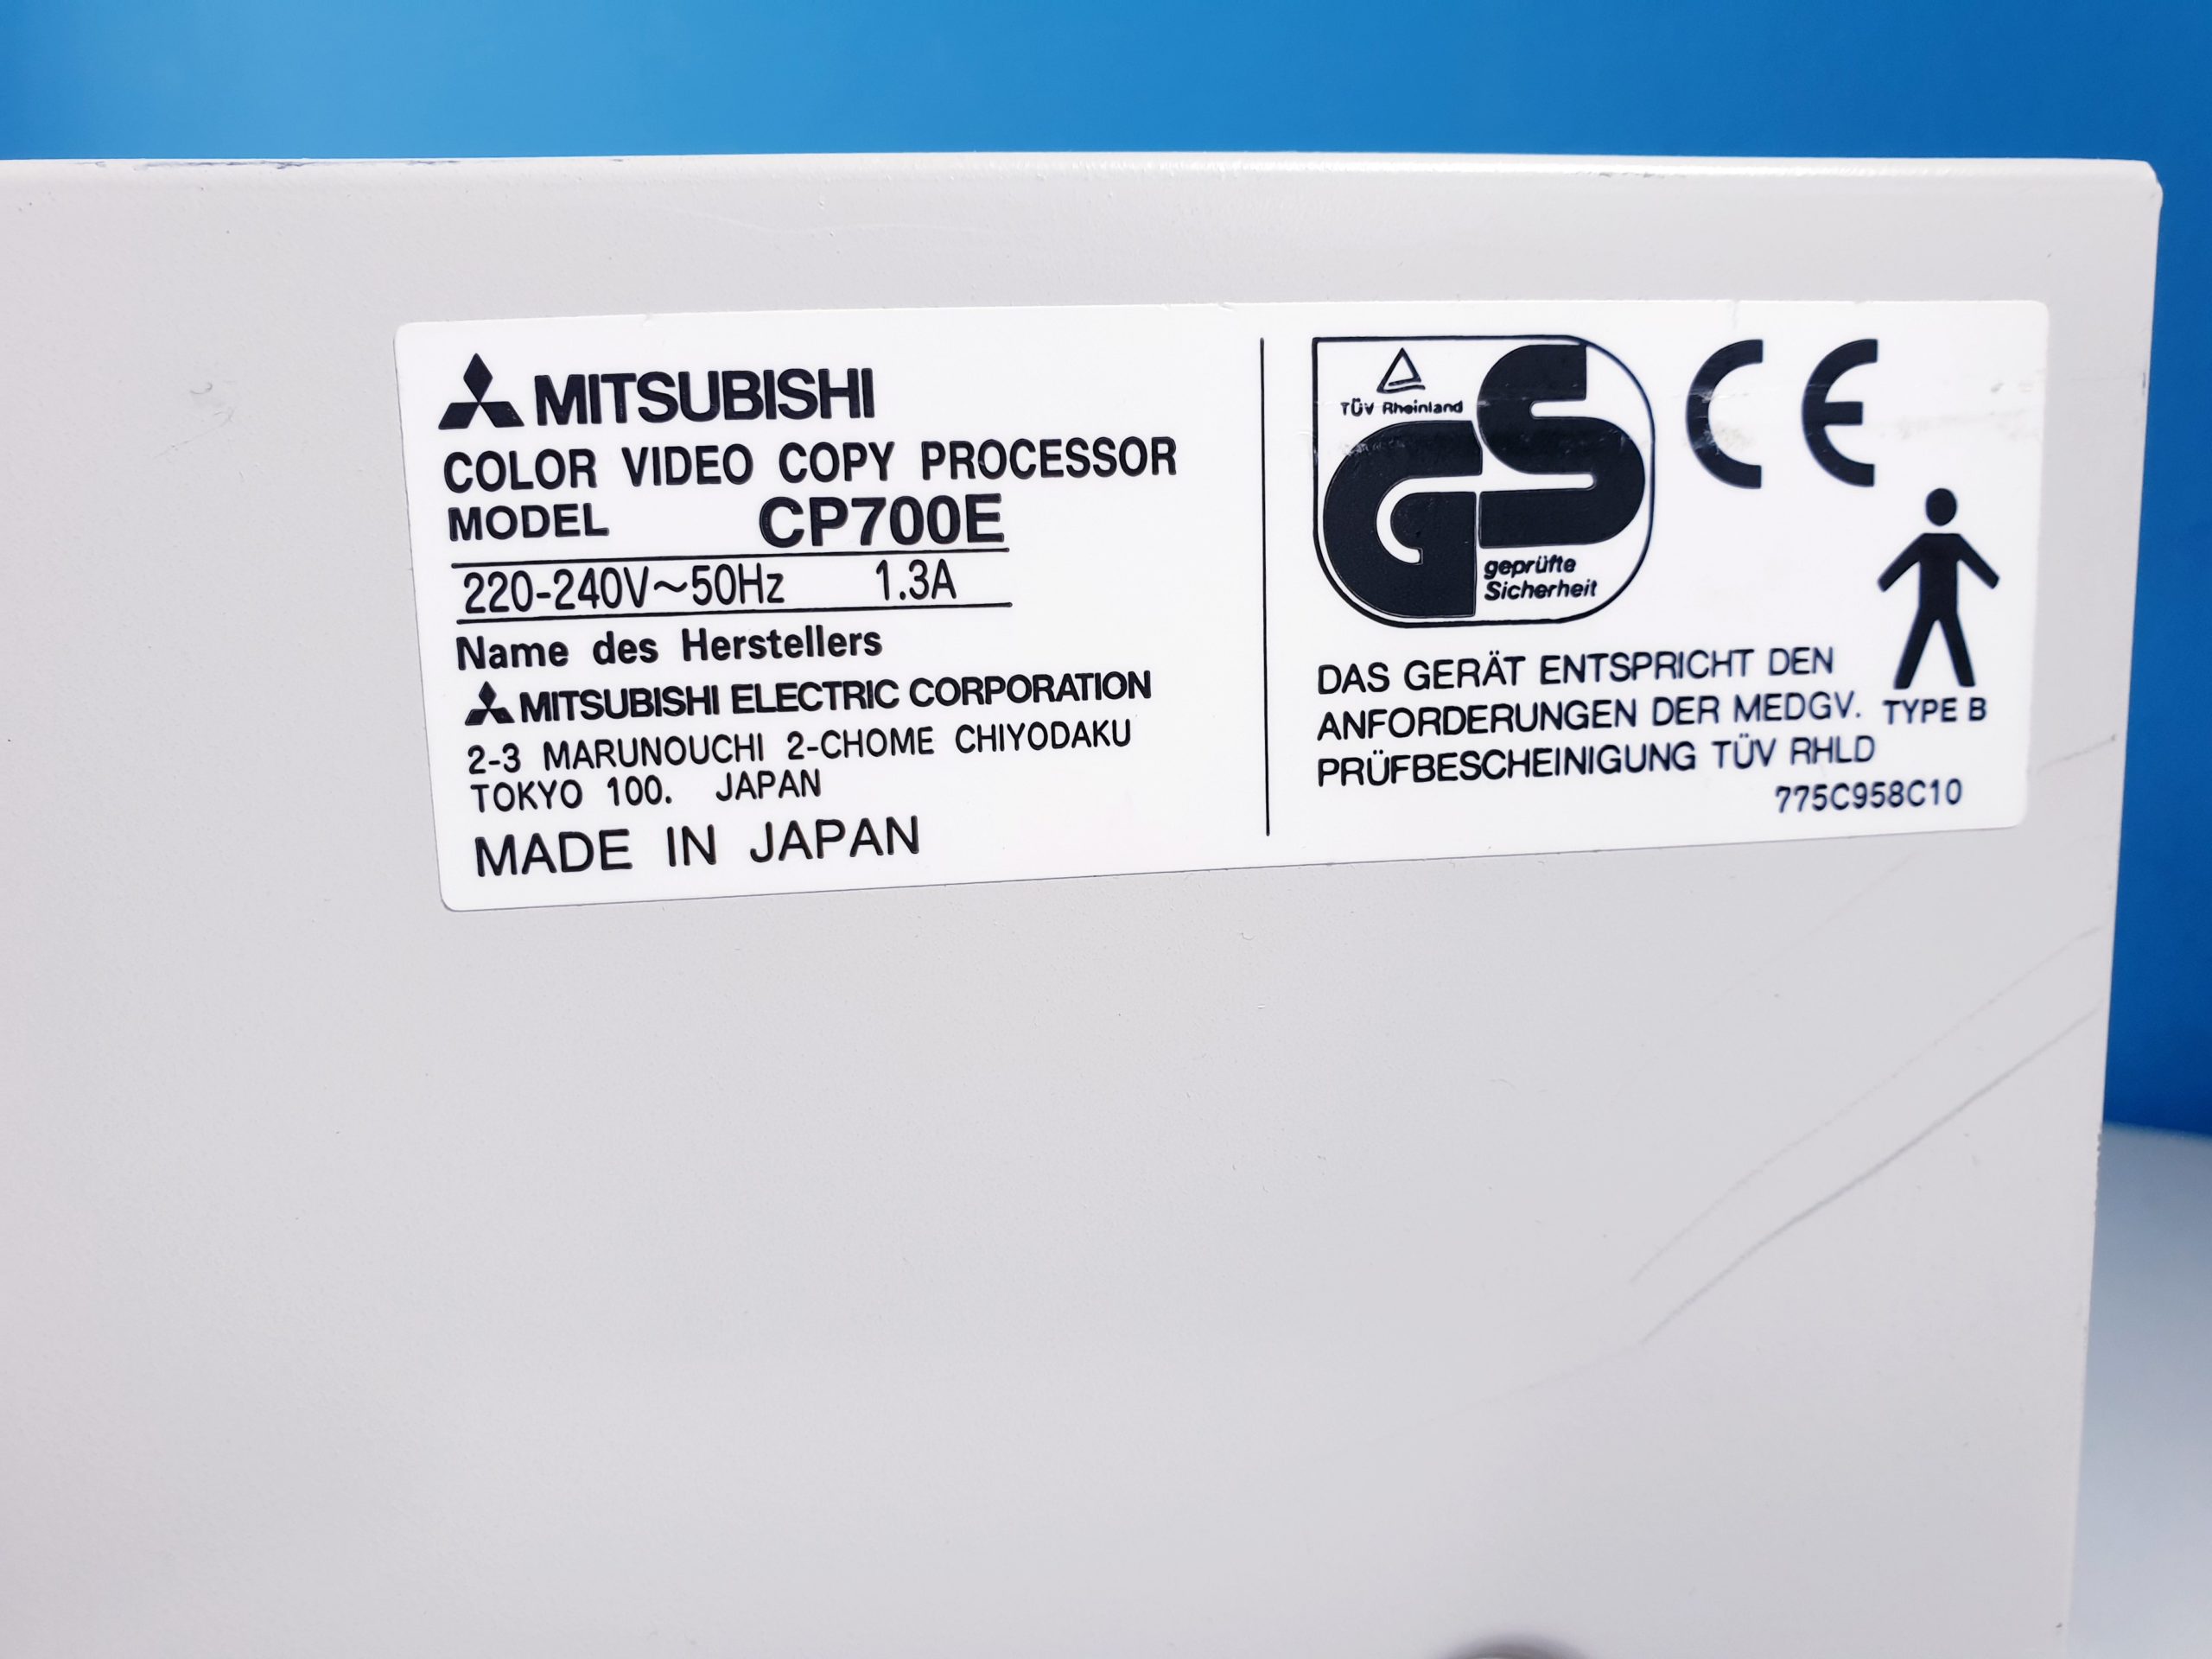 MITSUBISHI
COLOR VIDEO COPY PROCESSOR
MODEL CP700E
220-240V~50Hz 1.3A
Name des Herstellers
MITSUBISHI ELECTRIC CORPORATION
2-3 MARUNOUCHI 2-CHOME CHIYODAKU
TOKYO 100. JAPAN
MADE IN JAPAN
TÜV Rheinland
GS
geprüfte
Sicherheit
CE
DAS GERÄT ENTSPRICHT DEN
ANFORDERUNGEN DER MEDGV.
TYPE B
PRÜFBESCHEINIGUNG TÜV RHLD
775C958C10